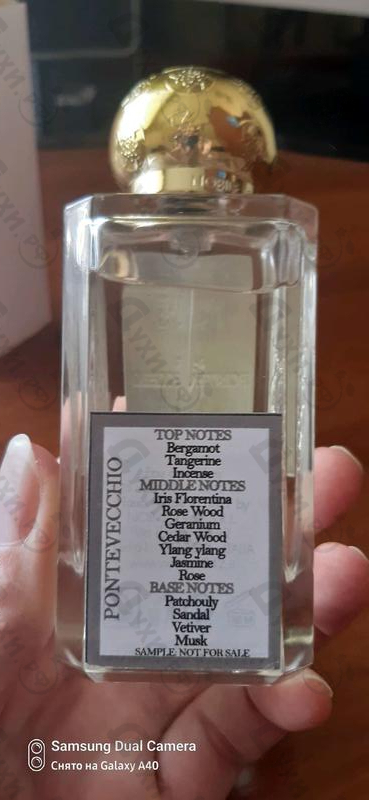 NOBILE
PONTEVECCHIO
TOP NOTES
Bergamot
Tangerine
Incense
MIDDLE NOTES
Iris Florentina
Rose Wood
Geranium
Cedar Wood
Ylang ylang
Jasmine
Rose
BASE NOTES
Patchouly
Sandal
Vetiver
Musk
SAMPLE: NOT FOR SALE
Samsung Dual Camera
Снято на Galaxy A40